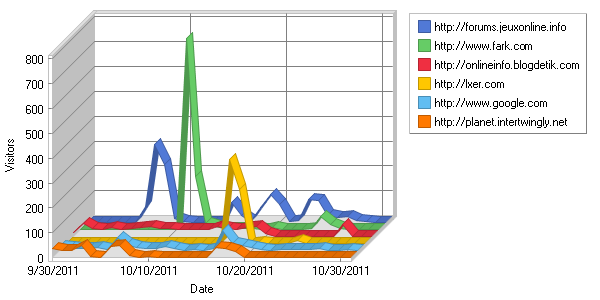 http://forums.jeuxonline.info
http://www.fark.com
http://onlineinfo.blogdetik.com
http://lxer.com
http://www.google.com
http://planet.intertwingly.net
Visitors
800
700
600
500
400
300
200
100
0
9/30/2011 10/10/2011 10/20/2011 10/30/2011
Date